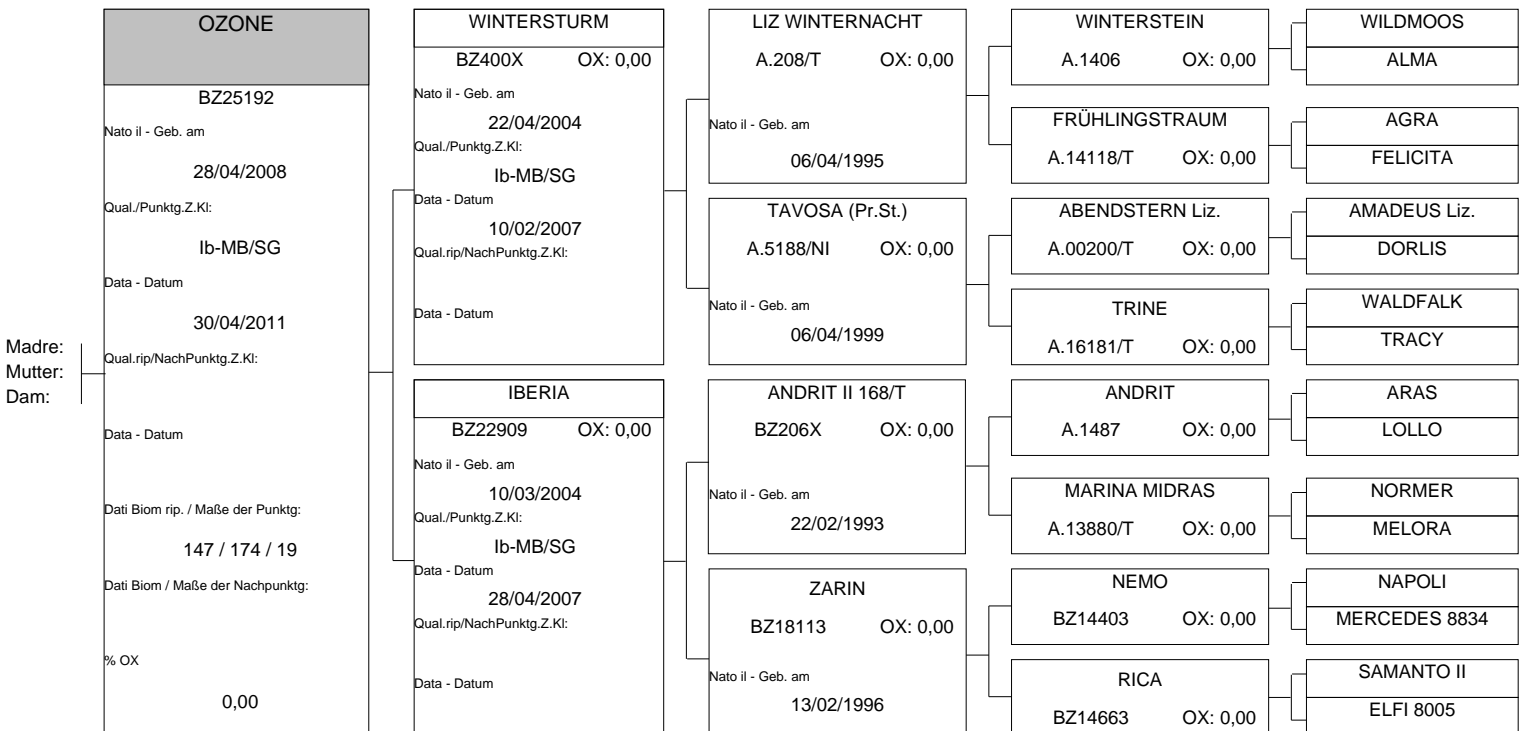 Madre:
Mutter:
Dam:
OZONE
BZ25192
Nato il - Geb. am
28/04/2008
Qual./Punktg.Z.Kl:
Ib-MB/SG
Data - Datum
30/04/2011
Qual.rip/NachPunktg.Z.Kl:
Data - Datum
Dati Biom rip. / Maße der Punktg:
147 / 174 / 19
Dati Biom / Maße der Nachpunktg:
% OX
0,00
WINTERSTURM
BZ400X OX: 0,00
Nato il - Geb. am
22/04/2004
Qual./Punktg.Z.Kl:
Ib-MB/SG
Data - Datum
10/02/2007
Qual.rip/NachPunktg.Z.Kl:
Data - Datum
IBERIA
BZ22909 OX: 0,00
Nato il - Geb. am
10/03/2004
Qual./Punktg.Z.Kl:
Ib-MB/SG
Data - Datum
28/04/2007
Qual.rip/NachPunktg.Z.Kl:
Data - Datum
LIZ WINTERNACHT
A.208/T OX: 0,00
Nato il - Geb. am
06/04/1995
TAVOSA (Pr.St.)
A.5188/NI OX: 0,00
Nato il - Geb. am
06/04/1999
ANDRIT II 168/T
BZ206X OX: 0,00
Nato il - Geb. am
22/02/1993
ZARIN
BZ18113 OX: 0,00
Nato il - Geb. am
13/02/1996
WINTERSTEIN
A.1406 OX: 0,00
FRÜHLINGSTRAUM
A.14118/T OX: 0,00
ABENDSTERN Liz.
A.00200/T OX: 0,00
TRINE
A.16181/T OX: 0,00
ANDRIT
A.1487 OX: 0,00
MARINA MIDRAS
A.13880/T OX: 0,00
NEMO
BZ14403 OX: 0,00
RICA
BZ14663 OX: 0,00
WILDMOOS
ALMA
AGRA
FELICITA
AMADEUS Liz.
DORLIS
WALDFALK
TRACY
ARAS
LOLLO
NORMER
MELORA
NAPOLI
MERCEDES 8834
SAMANTO II
ELFI 8005